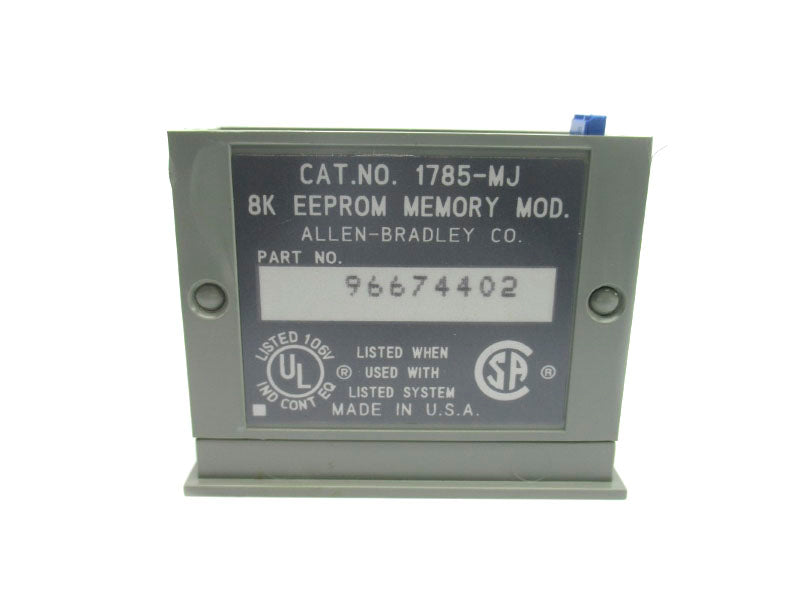 CAT.NO. 1785-MJ
8K EEPROM MEMORY MOD.
ALLEN-BRADLEY CO.
PART NO.
96674402
LISTED 106V
UL
IND CONT EQ
®
LISTED WHEN
USED WITH
LISTED SYSTEM
CSA
®
MADE IN U.S.A.